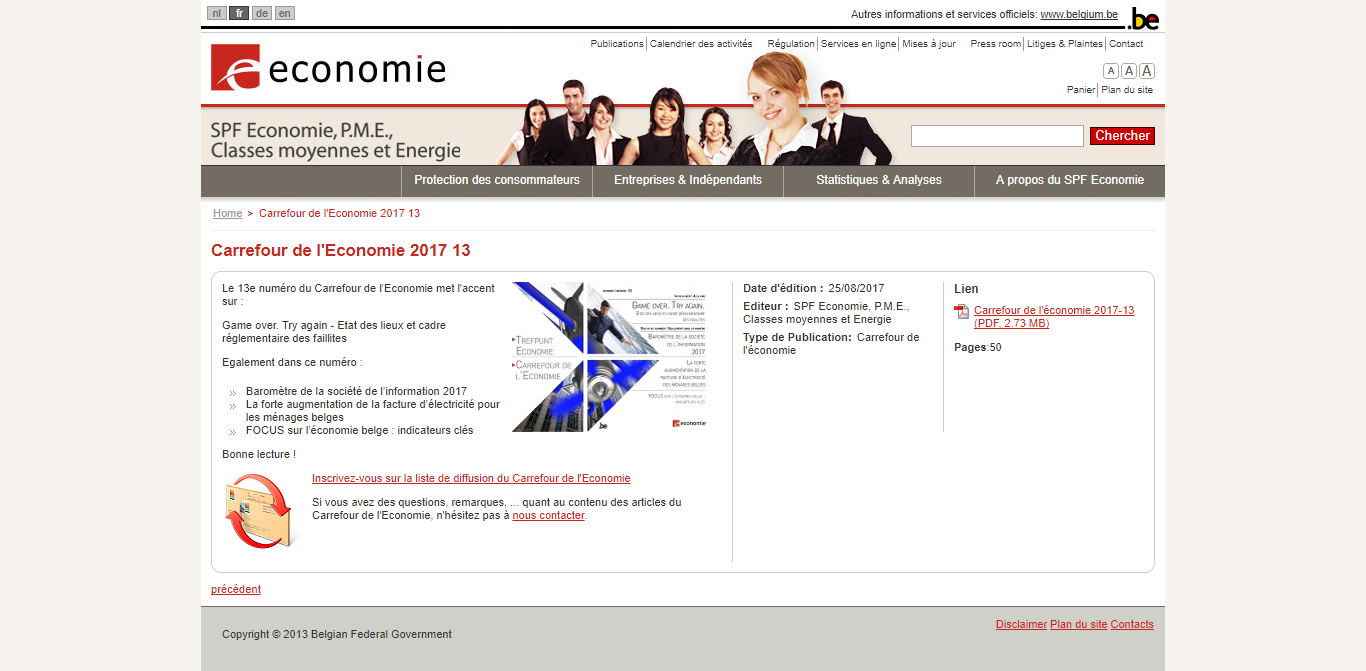 nl fr de en
Autres informations et services officiels: www.belgium.be
.be
Publications Calendrier des activités Régulation Services en ligne Mises à jour Press room Litiges & Plaintes Contact
economie
A A A
Panier Plan du site
SPF Economie, P.M.E.,
Classes moyennes et Energie
Chercher
Protection des consommateurs Entreprises & Indépendants Statistiques & Analyses A propos du SPF Economie
Home > Carrefour de l'Economie 2017 13
Carrefour de l'Economie 2017 13
Le 13e numéro du Carrefour de l'Economie met l'accent
sur :
Game over. Try again - Etat des lieux et cadre
réglementaire des faillites
Egalement dans ce numéro :
Baromètre de la société de l'information 2017
La forte augmentation de la facture d'électricité pour
les ménages belges
FOCUS sur l'économie belge : indicateurs clés
Bonne lecture !
Game over. Try again,
Etat des lieux et cadre réglementaire
des faillites
Baromètre de la société
de l'information
2017
Trefpunt
Economie
Carrefour de
l'Economie
La forte
augmentation de la
facture d'électricité
des ménages belges
FOCUS sur l'économie belge :
indicateurs clés
.be
economie
Inscrivez-vous sur la liste de diffusion du Carrefour de l'Economie
Si vous avez des questions, remarques, ... quant au contenu des articles du
Carrefour de l'Economie, n'hésitez pas à nous contacter.
Date d'édition : 25/08/2017
Editeur : SPF Economie, P.M.E.,
Classes moyennes et Energie
Type de Publication: Carrefour de
l'économie
Lien
Carrefour de l'économie 2017-13
(PDF, 2.73 MB)
Pages:50
précédent
Copyright © 2013 Belgian Federal Government
Disclaimer Plan du site Contacts